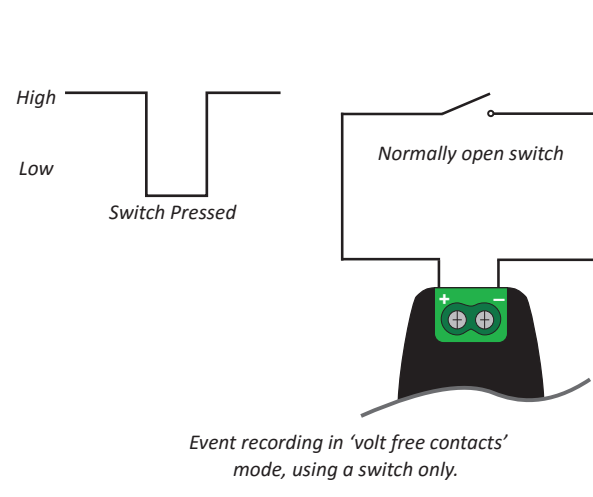 High
Low
Switch Pressed
Normally open switch
+ −
Event recording in ‘volt free contacts’
mode, using a switch only.